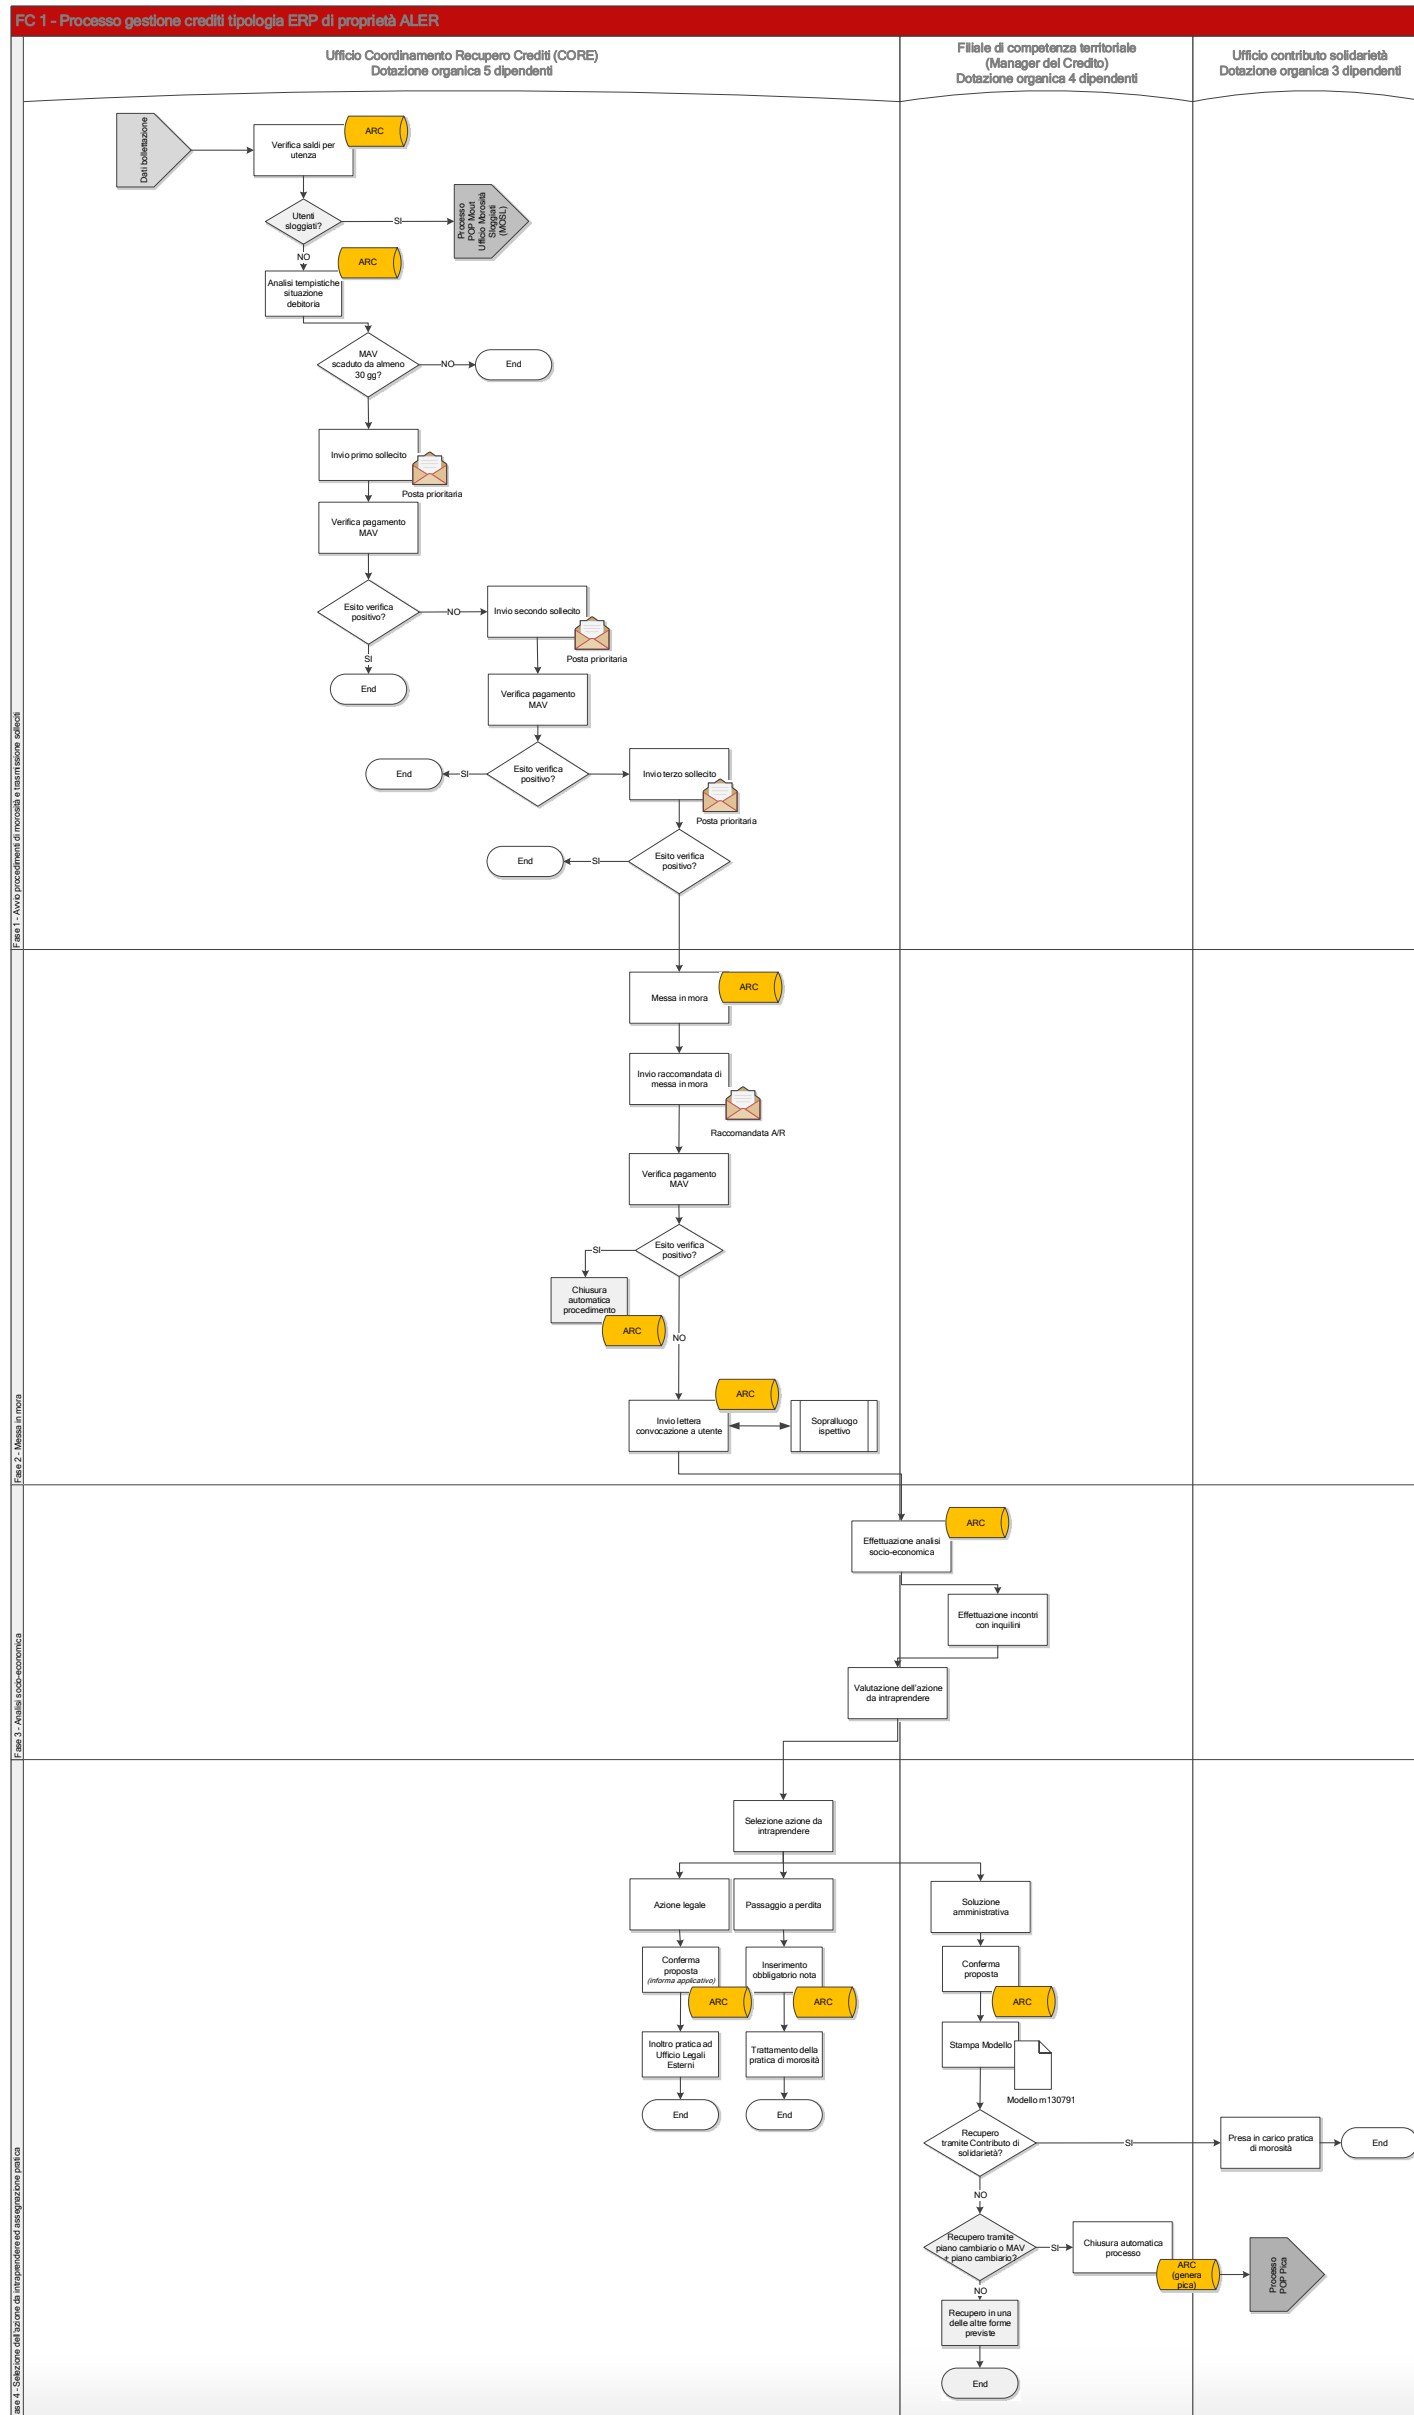 FC 1 - Processo gestione crediti tipologia ERP di proprietà ALER
Ufficio Coordinamento Recupero Crediti (CORE)
Dotazione organica 5 dipendenti
Filiale di competenza territoriale
(Manager del Credito)
Dotazione organica 4 dipendenti
Ufficio contributo solidarietà
Dotazione organica 3 dipendenti
Fase 1 - Avvio procedimenti di morosità e trasmissione solleciti
Dati bollettazione
Verifica saldi per
utenza
ARC
Utenti
sloggiati?
SI
Processo
POP Mout
Ufficio Morosità
Sloggiati
(MOSL)
NO
ARC
Analisi tempistiche
situazione
debitoria
MAV
scaduto da almeno
30 gg?
NO
End
Invio primo sollecito
Posta prioritaria
Verifica pagamento
MAV
Esito verifica
positivo?
NO
Invio secondo sollecito
Posta prioritaria
SI
End
Verifica pagamento
MAV
Esito verifica
positivo?
SI
End
Invio terzo sollecito
Posta prioritaria
Esito verifica
positivo?
SI
End
Fase 2 - Messa in mora
Messa in mora
ARC
Invio raccomandata di
messa in mora
Raccomandata A/R
Verifica pagamento
MAV
Esito verifica
positivo?
SI
Chiusura
automatica
procedimento
ARC
NO
ARC
Invio lettera
convocazione a utente
Sopralluogo
ispettivo
Fase 3 - Analisi socio-economica
ARC
Effettuazione analisi
socio-economica
Effettuazione incontri
con inquilini
Valutazione dell'azione
da intraprendere
ase 4 - Selezione dell'azione da intraprendere ed assegnazione pratica
Selezione azione da
intraprendere
Azione legale
Passaggio a perdita
Soluzione
amministrativa
Conferma
proposta
(informa applicativo)
ARC
Inserimento
obbligatorio nota
ARC
Conferma
proposta
ARC
Inoltro pratica ad
Ufficio Legali
Esterni
Trattamento della
pratica di morosità
Stampa Modello
Modello m130791
End
End
Recupero
tramite Contributo di
solidarietà?
SI
Presa in carico pratica
di morosità
End
NO
Recupero tramite
piano cambiario o MAV
+ piano cambiario?
SI
Chiusura automatica
processo
ARC
(genera
pica)
Processo
POP Pica
NO
Recupero in una
delle altre forme
previste
End